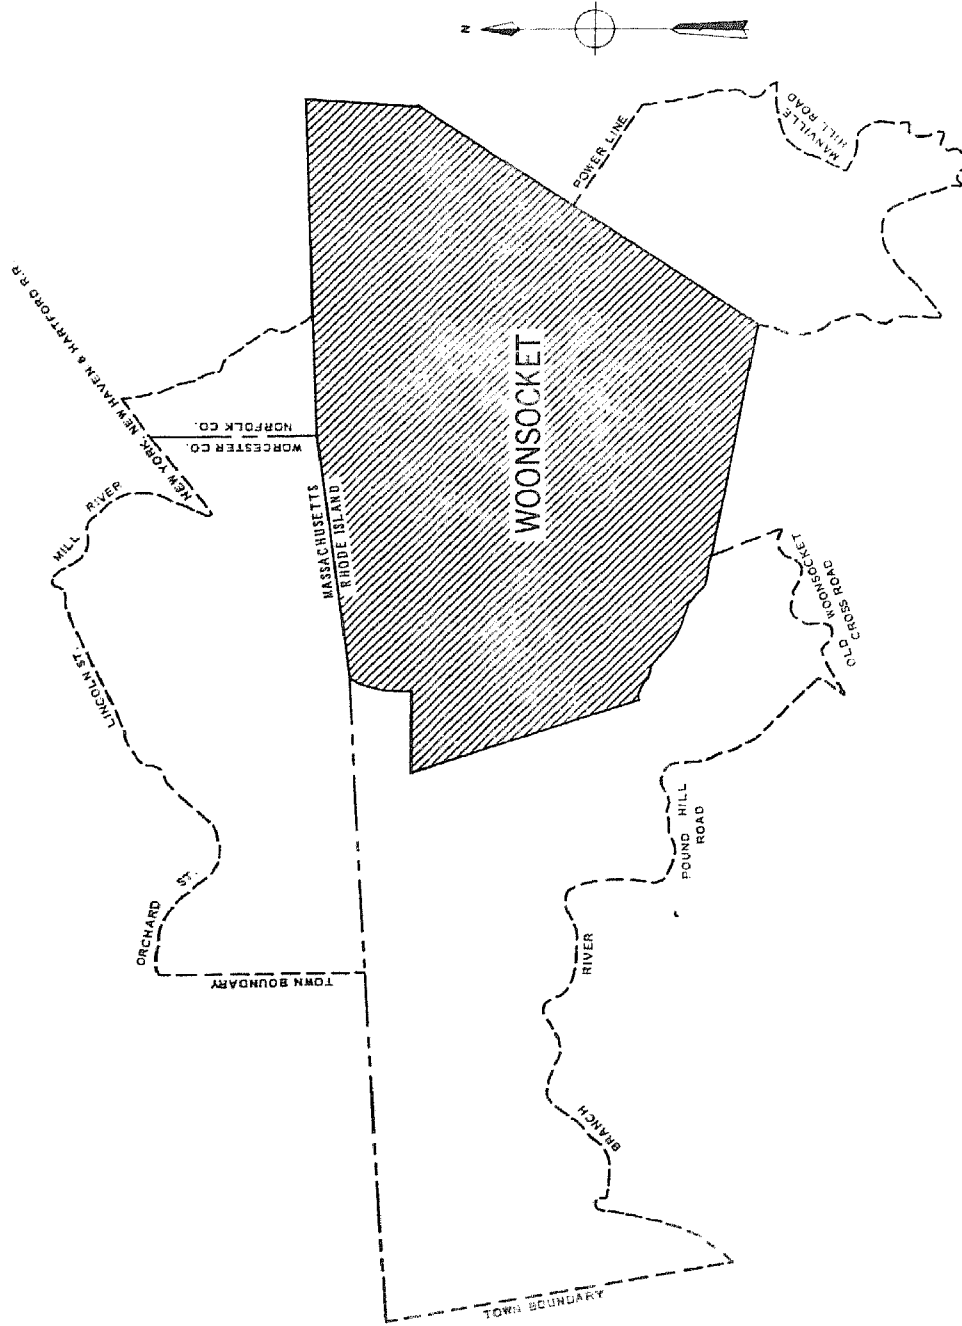 N
NEW YORK, NEW HAVEN & HARTFORD R.R.
MILL RIVER
LINCOLN ST.
ORCHARD ST.
TOWN BOUNDARY
WORCESTER CO.
NORFOLK CO.
MASSACHUSETTS
RHODE ISLAND
WOONSOCKET
POWER LINE
MANVILLE
HILL ROAD
OLD WOONSOCKET
CROSS ROAD
POUND HILL
ROAD
RIVER
BRANCH
TOWN BOUNDARY